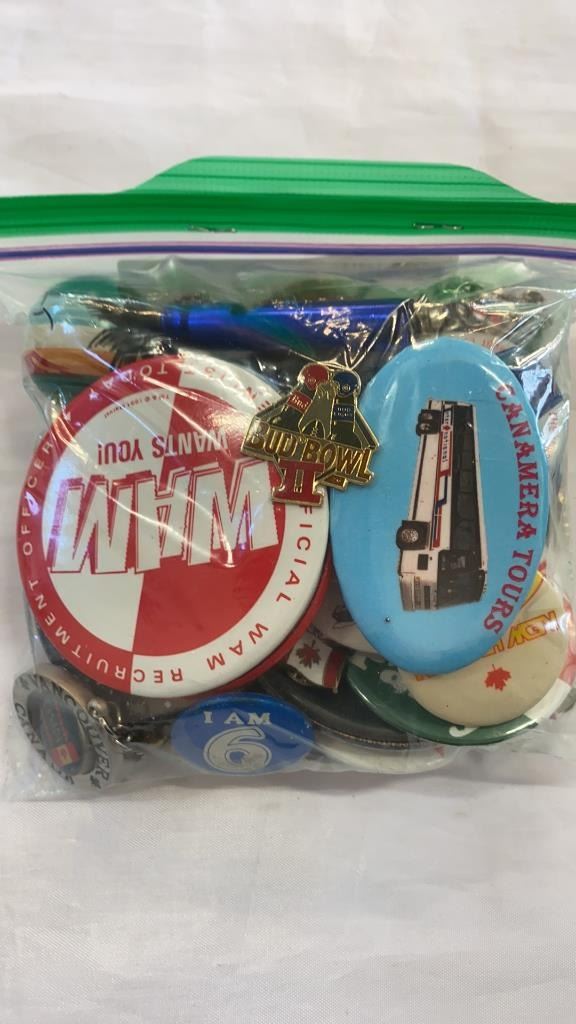 OFFICIAL WAM RECRUITMENT OFFICER
WAM
WANTS YOU!
BUD BOWL
II
CANAMERA TOURS
VANCOUVER
CANADA
I AM
6